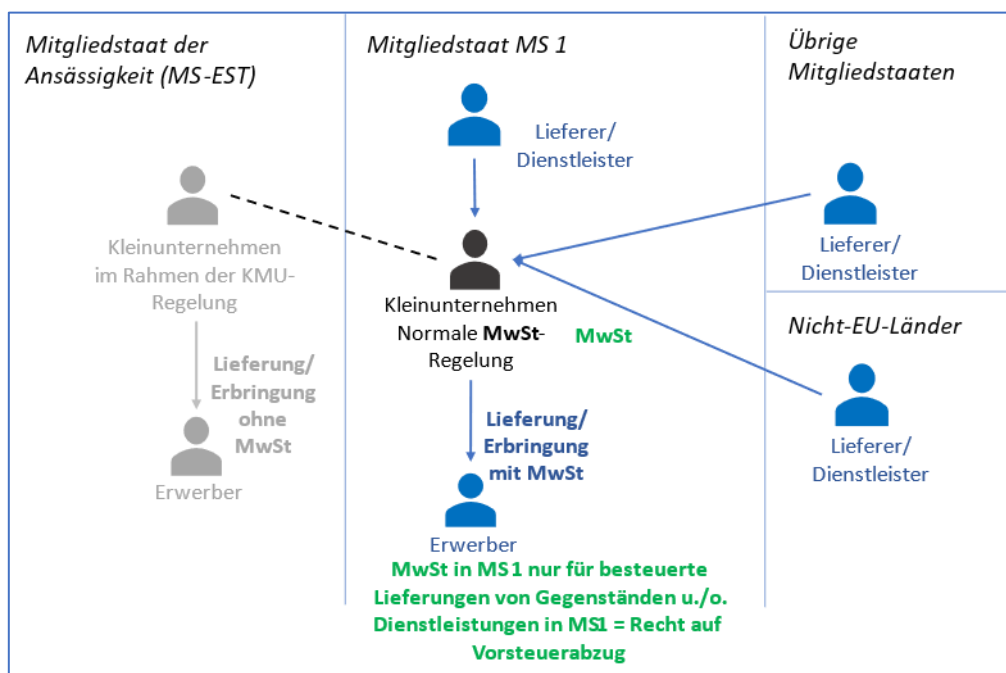 Mitgliedstaat der
Ansässigkeit (MS-EST)
Kleinunternehmen
im Rahmen der KMU-
Regelung
Lieferung/
Erbringung
ohne
MwSt
Erwerber
Mitgliedstaat MS 1
Lieferer/
Dienstleister
Kleinunternehmen
Normale MwSt-
Regelung
MwSt
Lieferung/
Erbringung
mit MwSt
Erwerber
MwSt in MS1 nur für besteuerte
Lieferungen von Gegenständen u./o.
Dienstleistungen in MS1 = Recht auf
Vorsteuerabzug
Übrige
Mitgliedstaaten
Lieferer/
Dienstleister
Nicht-EU-Länder
Lieferer/
Dienstleister